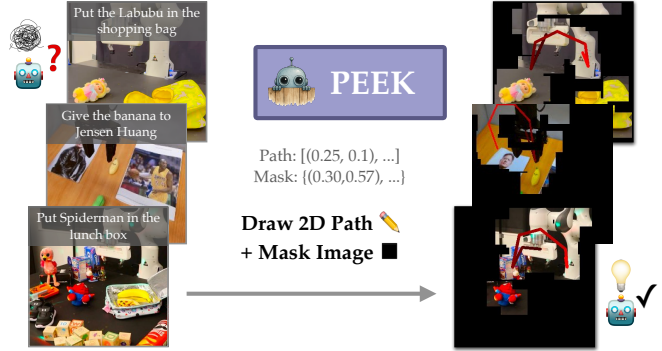 Put the Labubu in the
shopping bag
Give the banana to
Jensen Huang
Put Spiderman in the
lunch box
PEEK
Path: [(0.25, 0.1), ...]
Mask: {(0.30,0.57), ...}
Draw 2D Path
+ Mask Image